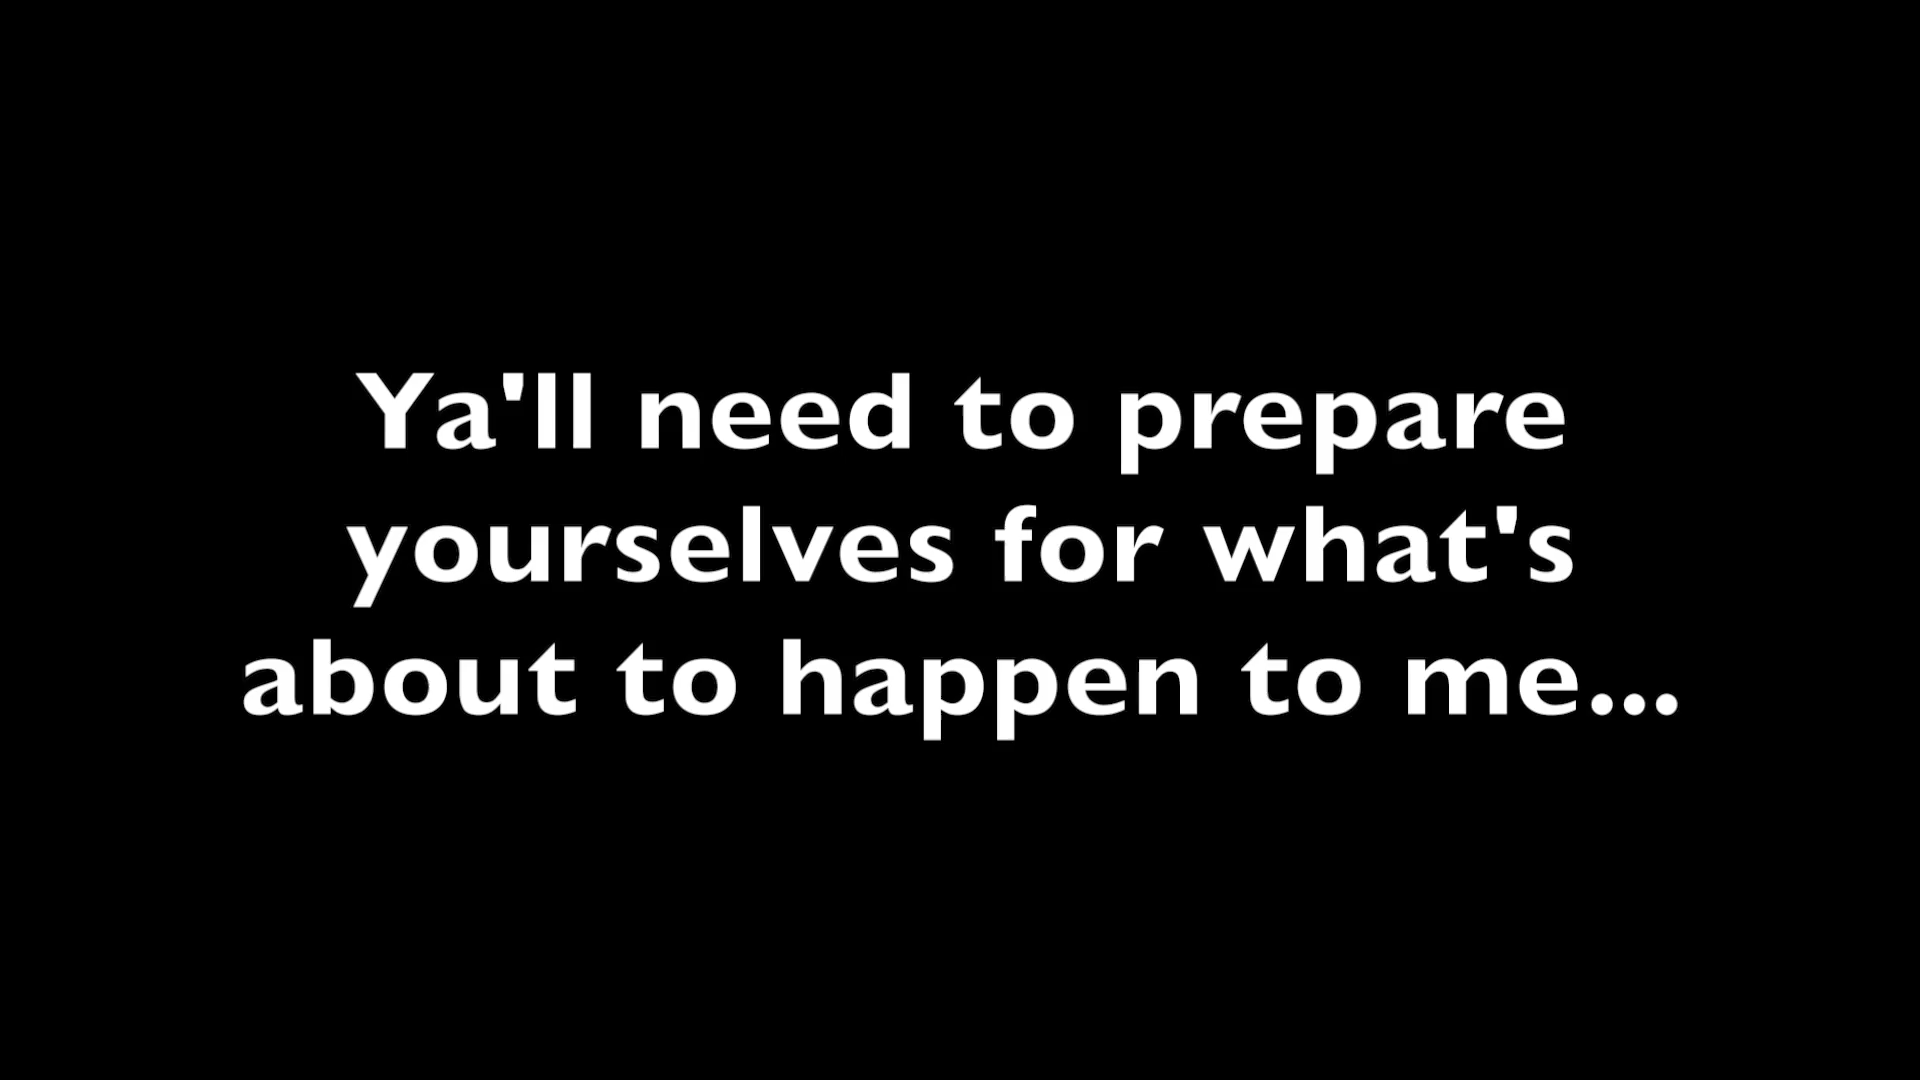 Ya'll need to prepare
yourselves for what's
about to happen to me...